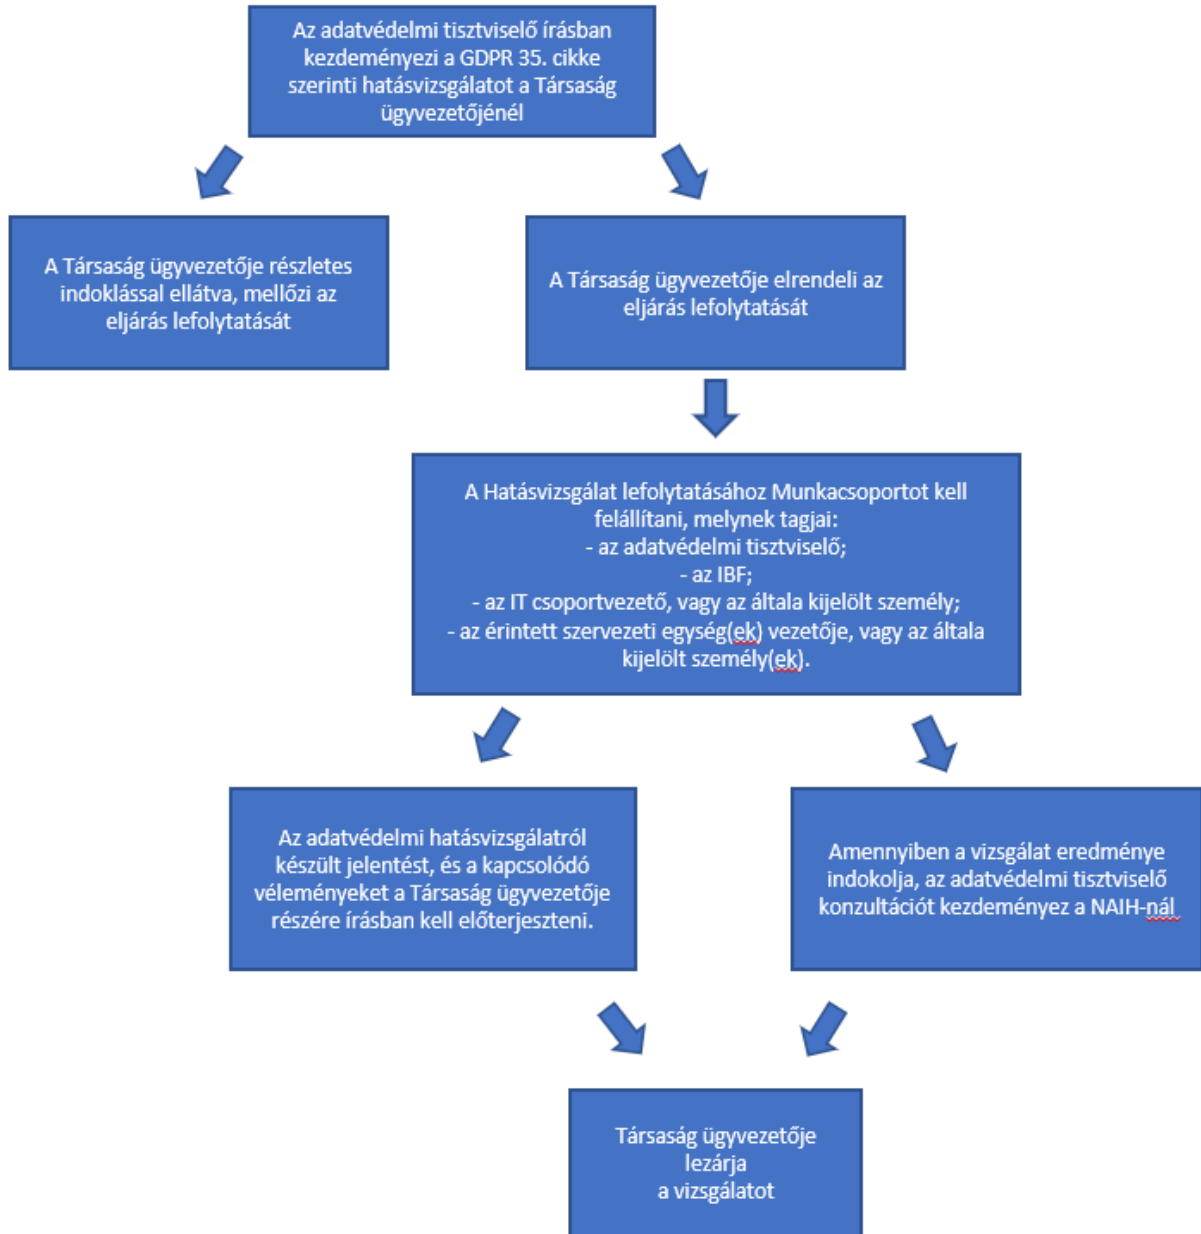 Az adatvédelmi tisztviselő írásban
kezdeményezi a GDPR 35. cikke
szerinti hatásvizsgálatot a Társaság
ügyvezetőjénél
A Társaság ügyvezetője részletes
indoklással ellátva, mellőzi az
eljárás lefolytatását
A Társaság ügyvezetője elrendeli az
eljárás lefolytatását
A Hatásvizsgálat lefolytatásához Munkacsoportot kell
felállítani, melynek tagjai:
- az adatvédelmi tisztviselő;
- az IBF;
- az IT csoportvezető, vagy az általa kijelölt személy;
- az érintett szervezeti egység(ek) vezetője, vagy az általa
kijelölt személy(ek).
Az adatvédelmi hatásvizsgálatról
készült jelentést, és a kapcsolódó
véleményeket a Társaság ügyvezetője
részére írásban kell előterjeszteni.
Amennyiben a vizsgálat eredménye
indokolja, az adatvédelmi tisztviselő
konzultációt kezdeményez a NAIH-nál
Társaság ügyvezetője
lezárja
a vizsgálatot